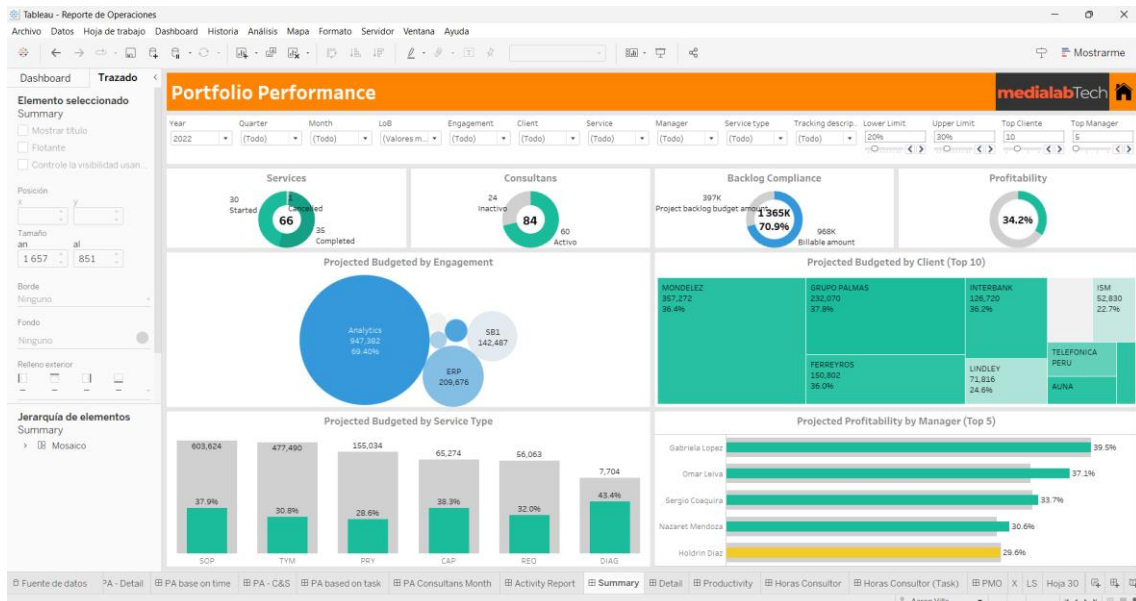 Tableau - Reporte de Operaciones
Archivo Datos Hoja de trabajo Dashboard Historia Análisis Mapa Formato Servidor Ventana Ayuda
Mostrarme
Dashboard Trazado
Elemento seleccionado
Summary
Mostrar título
Flotante
Controle la visibilidad usan...
Posición
x y
Tamaño
an al
1 657 851
Borde
Ninguno
Fondo
Ninguno
Relleno exterior
Jerarquía de elementos
Summary
Mosaico
Portfolio Performance
medialabTech
Year Quarter Month LoB Engagement Client Service Manager Service type Tracking descrip.. Lower Limit Upper Limit Top Cliente Top Manager
2022 (Todo) (Todo) (Valores m... (Todo) (Todo) (Todo) (Todo) (Todo) (Todo) 20% 30% 10 5
Services
30
Started
Cancelled
66
35
Completed
Consultans
24
Inactivo
84
60
Activo
Backlog Compliance
397K
Project backlog budget amount
1 365K
70.9%
968K
Billable amount
Profitability
34.2%
Projected Budgeted by Engagement
Analytics
947,382
69.40%
SB1
142,487
ERP
209,676
Projected Budgeted by Client (Top 10)
MONDELEZ
357,272
36.4%
GRUPO PALMAS
232,070
37.8%
FERREYROS
150,802
36.0%
INTERBANK
126,720
36.2%
LINDLEY
71,816
24.6%
ISM
52,830
22.7%
TELEFONICA
PERU
AUNA
Projected Budgeted by Service Type
603,624 477,490 155,034 65,274 56,063 7,704
37.9% 30.8% 28.6% 38.3% 32.0% 43.4%
SOP TYM PRY CAP REQ DIAG
Projected Profitability by Manager (Top 5)
Gabriela Lopez 39.5%
Omar Leiva 37.1%
Sergio Coaquira 33.7%
Nazaret Mendoza 30.6%
Holdrin Diaz 29.6%
Fuente de datos PA - Detail PA base on time PA - C&S PA based on task PA Consultans Month Activity Report Summary Detail Productivity Horas Consultor Horas Consultor (Task) PMO X LS Hoja 30